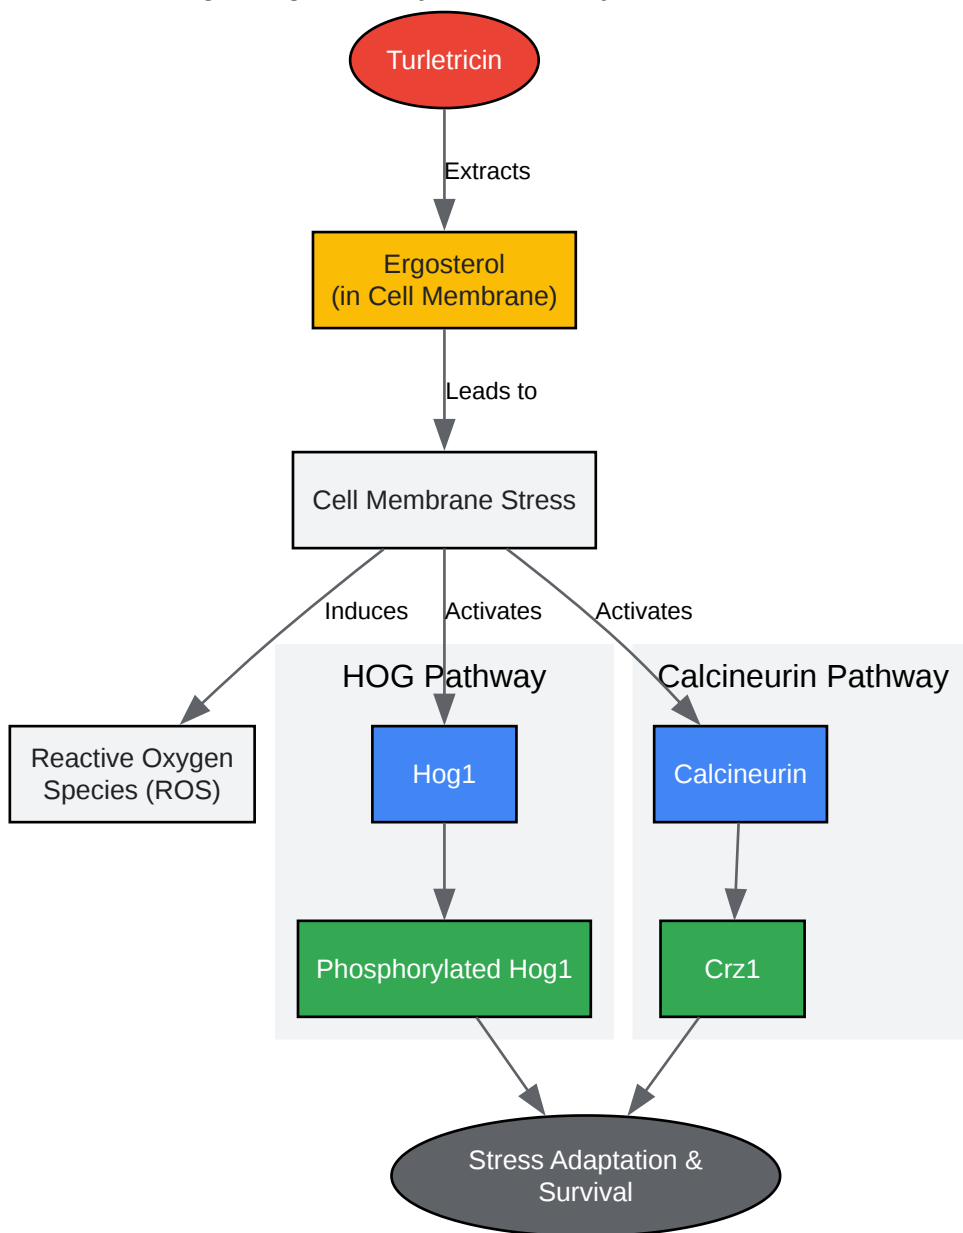 Turletricin
Extracts
Ergosterol
(in Cell Membrane)
Leads to
Cell Membrane Stress
Induces
Activates
Activates
HOG Pathway
Calcineurin Pathway
Reactive Oxygen
Species (ROS)
Hog1
Calcineurin
Phosphorylated Hog1
Crz1
Stress Adaptation &
Survival